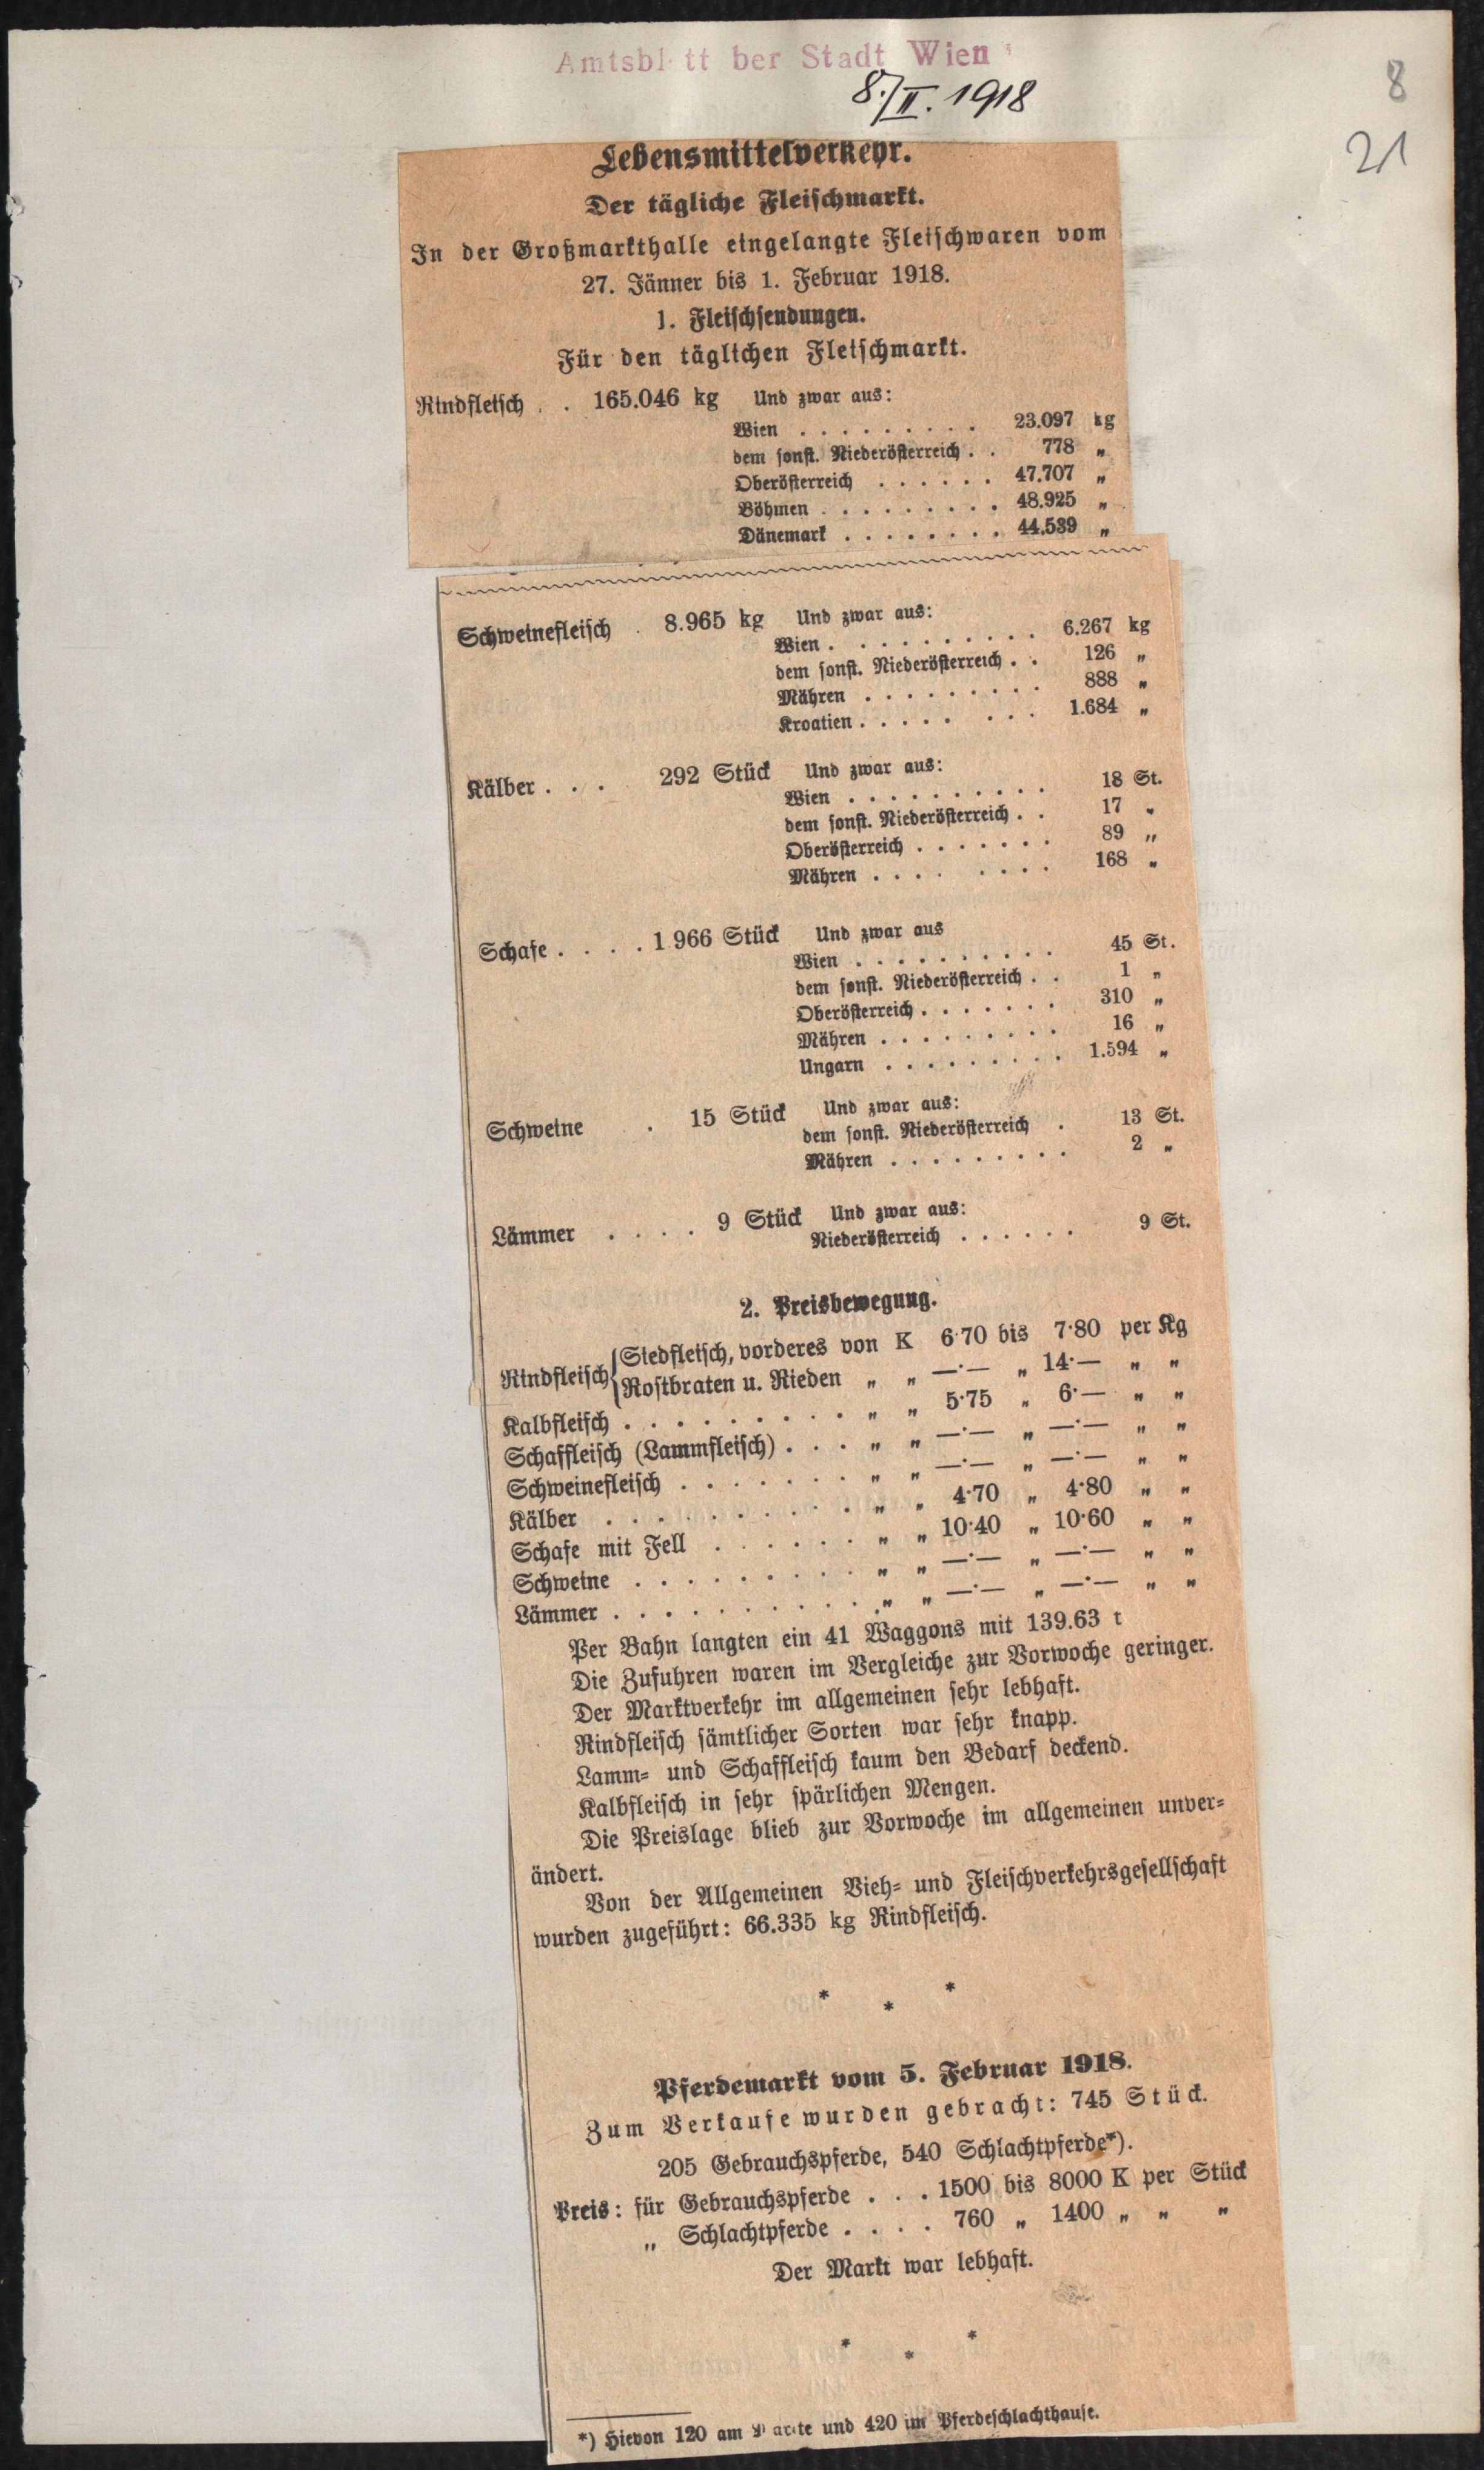 Amtsbl tt der Stadt Wien
8./II. 1918
8
21
Lebensmittelverkehr.
Der tägliche Fleischmarkt.
In der Großmarkthalle eingelangte Fleischwaren vom
27. Jänner bis 1. Februar 1918.
1. Fleischsendungen.
Für den täglichen Fleischmarkt.
Rindfleisch . . 165.046 kg Und zwar aus:
Wien . . . . . . . . . 23.097 kg
dem sonst. Niederösterreich . . 778 „
Oberösterreich . . . . . . 47.707 „
Böhmen . . . . . . . . . 48.925 „
Dänemark . . . . . . . . 44.539 „
Schweinefleisch . 8.965 kg Und zwar aus:
Wien . . . . . . . . . . 6.267 kg
dem sonst. Niederösterreich . . 126 „
Mähren . . . . . . . . . 888 „
Kroatien . . . . . . . . 1.684 „
Kälber . . . 292 Stück Und zwar aus:
Wien . . . . . . . . . . 18 St.
dem sonst. Niederösterreich . . 17 „
Oberösterreich . . . . . . . 89 „
Mähren . . . . . . . . 168 „
Schafe . . . . 1 966 Stück Und zwar aus
Wien . . . . . . . . . . 45 St.
dem sonst. Niederösterreich . . 1 „
Oberösterreich . . . . . . . 310 „
Mähren . . . . . . . . . 16 „
Ungarn . . . . . . . . . 1.594 „
Schweine . 15 Stück Und zwar aus:
dem sonst. Niederösterreich . 13 St.
Mähren . . . . . . . . . 2 „
Lämmer . . . . 9 Stück Und zwar aus:
Niederösterreich . . . . . . 9 St.
2. Preisbewegung.
Rindfleisch { Siedfleisch, vorderes von K 6·70 bis 7·80 per Kg
Rostbraten u. Rieden „ „ —·— „ 14·— „ „
Kalbfleisch . . . . . . . . . „ „ 5·75 „ 6·— „ „
Schaffleisch (Lammfleisch) . . . „ „ —·— „ —·— „ „
Schweinefleisch . . . . . . . „ „ —·— „ —·— „ „
Kälber . . . . . . . . . . „ „ 4·70 „ 4·80 „ „
Schafe mit Fell . . . . . . „ „ 10·40 „ 10·60 „ „
Schweine . . . . . . . . . „ „ —·— „ —·— „ „
Lämmer . . . . . . . . . . „ „ —·— „ —·— „ „
Per Bahn langten ein 41 Waggons mit 139.63 t
Die Zufuhren waren im Vergleiche zur Vorwoche geringer.
Der Marktverkehr im allgemeinen sehr lebhaft.
Rindfleisch sämtlicher Sorten war sehr knapp.
Lamm- und Schaffleisch kaum den Bedarf deckend.
Kalbfleisch in sehr spärlichen Mengen.
Die Preislage blieb zur Vorwoche im allgemeinen unver-
ändert.
Von der Allgemeinen Vieh- und Fleischverkehrsgesellschaft
wurden zugeführt: 66.335 kg Rindfleisch.
* * *
Pferdemarkt vom 5. Februar 1918.
Zum Verkaufe wurden gebracht: 745 Stück.
205 Gebrauchspferde, 540 Schlachtpferde*).
Preis: für Gebrauchspferde . . . 1500 bis 8000 K per Stück
„ Schlachtpferde . . . . 760 „ 1400 „ „ „
Der Markt war lebhaft.
* * *
*) Hievon 120 am Markte und 420 im Pferdeschlachthause.